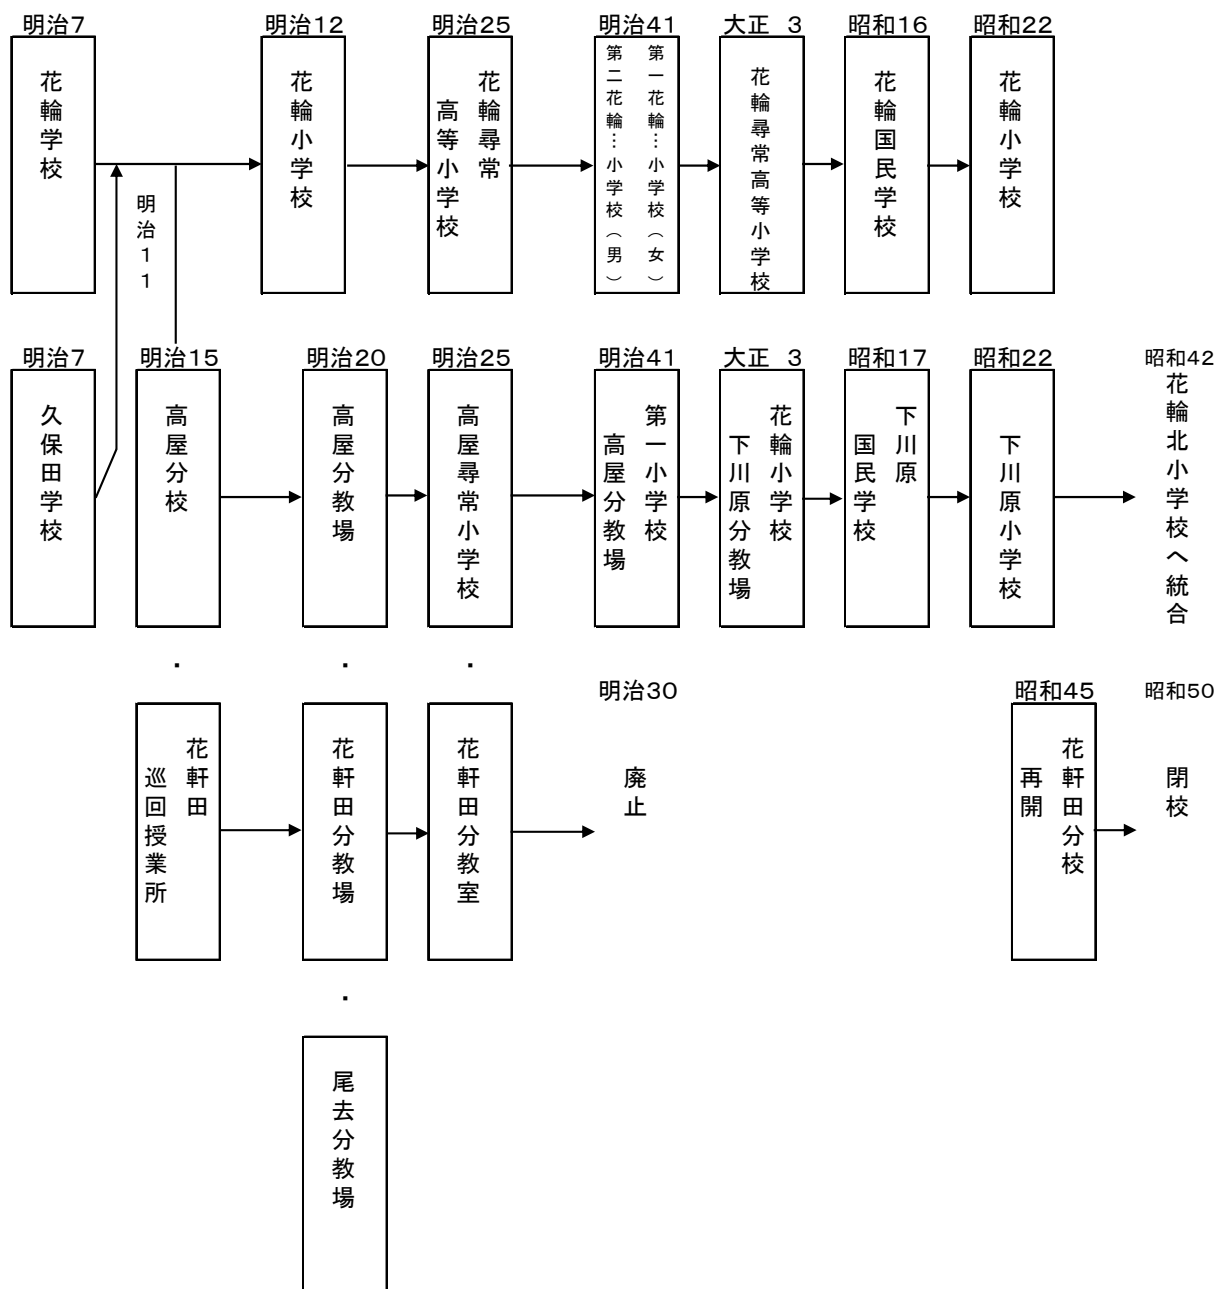 明治7
花輪学校
明治12
花輪小学校
明治25
花輪尋常
高等小学校
明治41
第一花輪…小学校（女）
第二花輪…小学校（男）
大正 3
花輪尋常高等小学校
昭和16
花輪国民学校
昭和22
花輪小学校
明治11
明治7
久保田学校
明治15
高屋分校
明治20
高屋分教場
明治25
高屋尋常小学校
明治41
第一小学校
高屋分教場
大正 3
花輪小学校
下川原分教場
昭和17
下川原
国民学校
昭和22
下川原小学校
昭和42
花輪北小学校へ統合
・
・
・
花軒田
巡回授業所
花軒田分教場
花軒田分教室
明治30
廃止
昭和45
花軒田分校
再開
昭和50
閉校
・
尾去分教場